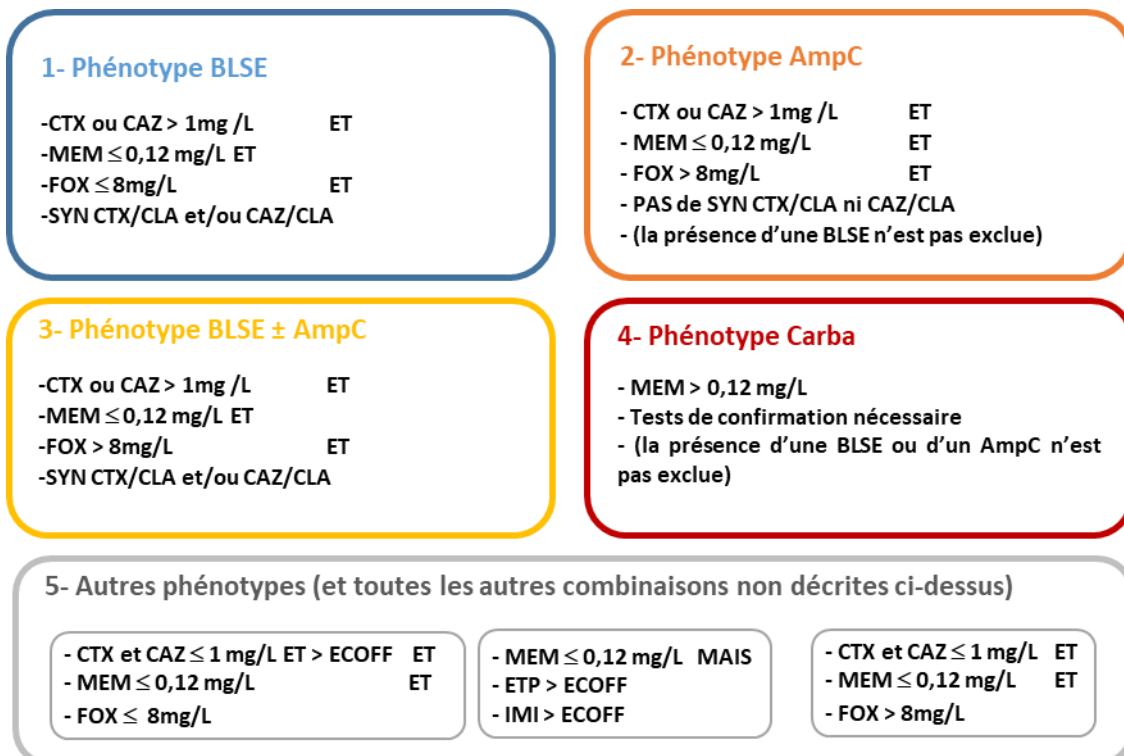 1- Phénotype BLSE
-CTX ou CAZ > 1mg /L ET
-MEM ≤ 0,12 mg/L ET
-FOX ≤ 8mg/L ET
-SYN CTX/CLA et/ou CAZ/CLA
2- Phénotype AmpC
- CTX ou CAZ > 1mg /L ET
- MEM ≤ 0,12 mg/L ET
- FOX > 8mg/L ET
- PAS de SYN CTX/CLA ni CAZ/CLA
- (la présence d’une BLSE n’est pas exclue)
3- Phénotype BLSE ± AmpC
-CTX ou CAZ > 1mg /L ET
-MEM ≤ 0,12 mg/L ET
-FOX > 8mg/L ET
-SYN CTX/CLA et/ou CAZ/CLA
4- Phénotype Carba
- MEM > 0,12 mg/L
- Tests de confirmation nécessaire
- (la présence d’une BLSE ou d’un AmpC n’est
pas exclue)
5- Autres phénotypes (et toutes les autres combinaisons non décrites ci-dessus)
- CTX et CAZ ≤ 1 mg/L ET > ECOFF ET
- MEM ≤ 0,12 mg/L ET
- FOX ≤ 8mg/L
- MEM ≤ 0,12 mg/L MAIS
- ETP > ECOFF
- IMI > ECOFF
- CTX et CAZ ≤ 1 mg/L ET
- MEM ≤ 0,12 mg/L ET
- FOX > 8mg/L